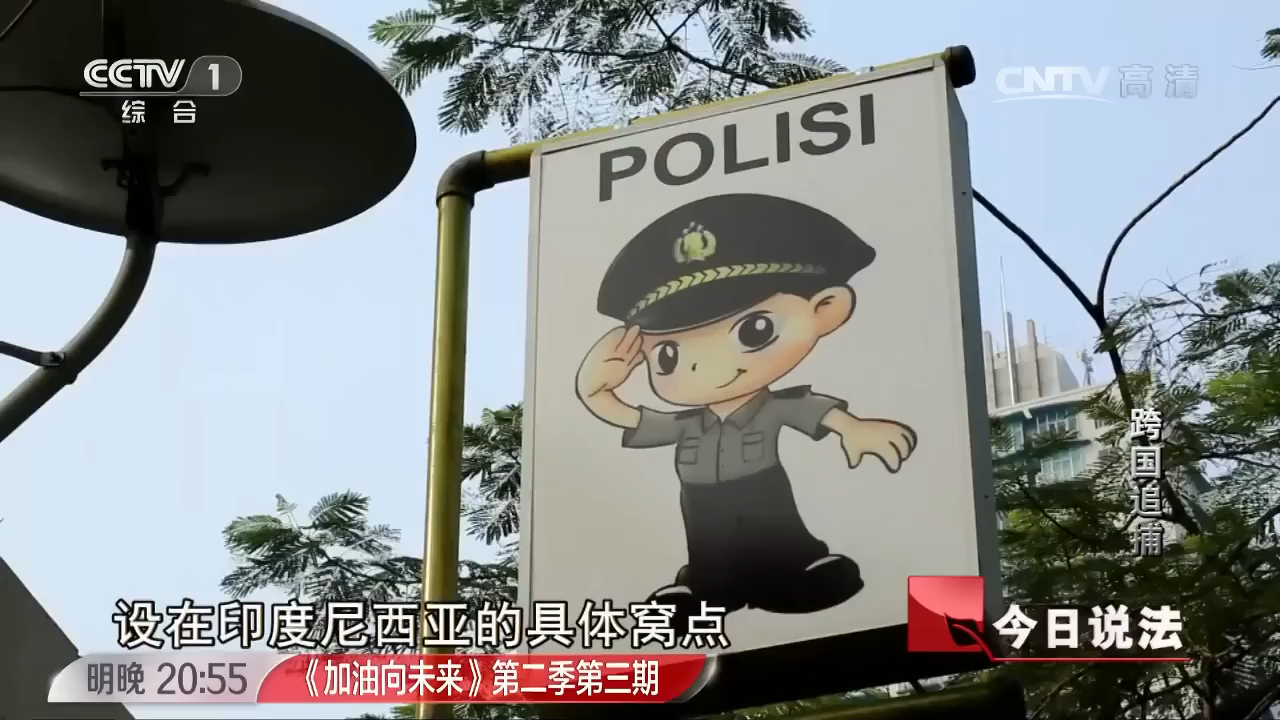 CCTV 1
综合
CNTV 高清
POLISI
跨国追捕
设在印度尼西亚的具体窝点
今日说法
明晚 20:55 《加油向未来》第二季第三期